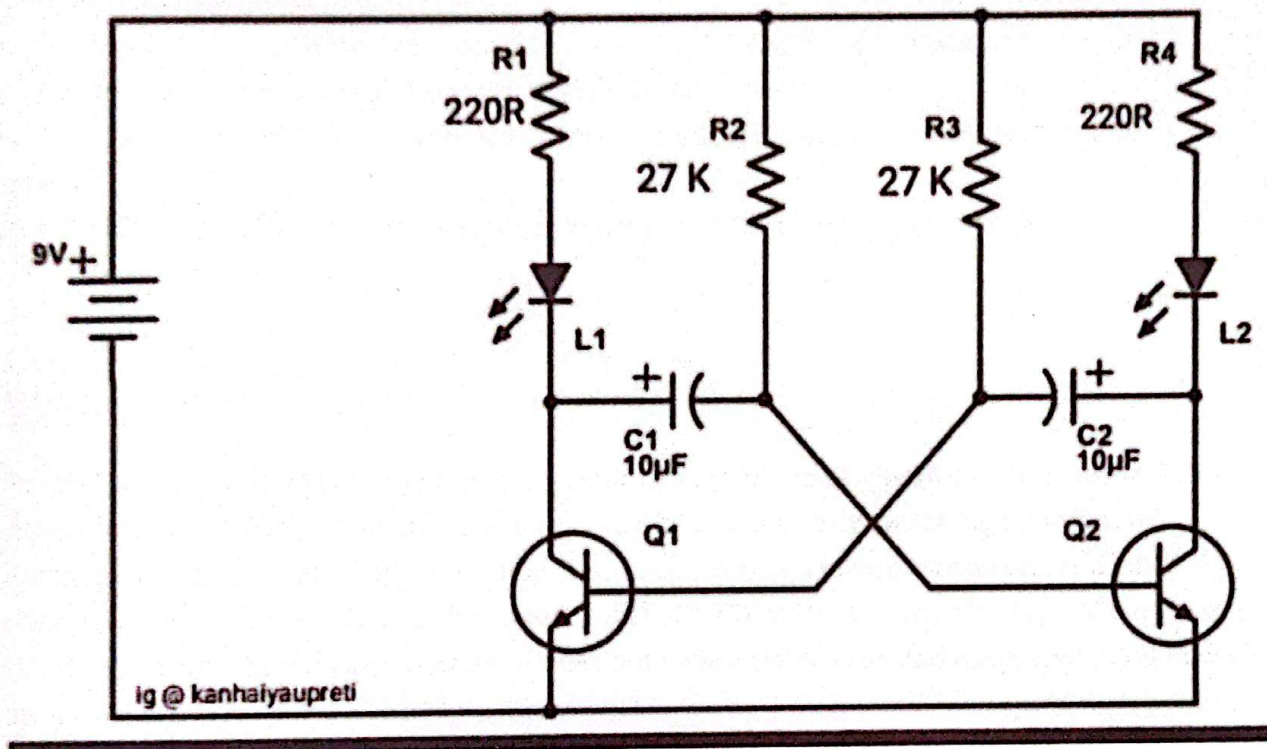 R1
220R
R2
27 K
R3
27 K
R4
220R
9V+
L1
L2
+
C1
10µF
+
C2
10µF
Q1
Q2
ig @ kanhaiyaupreti